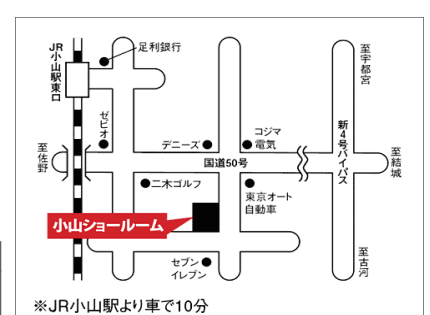 JR小山駅東口
足利銀行
至宇都宮
ゼビオ
デニーズ
コジマ
電気
新4号バイパス
至佐野
国道50号
至結城
二木ゴルフ
東京オート
自動車
小山ショールーム
セブン
イレブン
至古河
※JR小山駅より車で10分